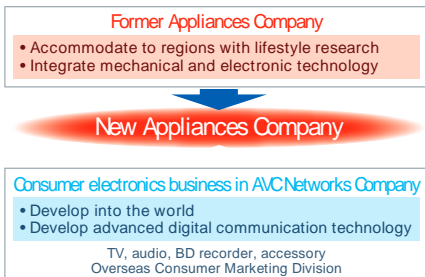 Former Appliances Company
• Accommodate to regions with lifestyle research
• Integrate mechanical and electronic technology
New Appliances Company
Consumer electronics business in AVC Networks Company
• Develop into the world
• Develop advanced digital communication technology
TV, audio, BD recorder, accessory
Overseas Consumer Marketing Division